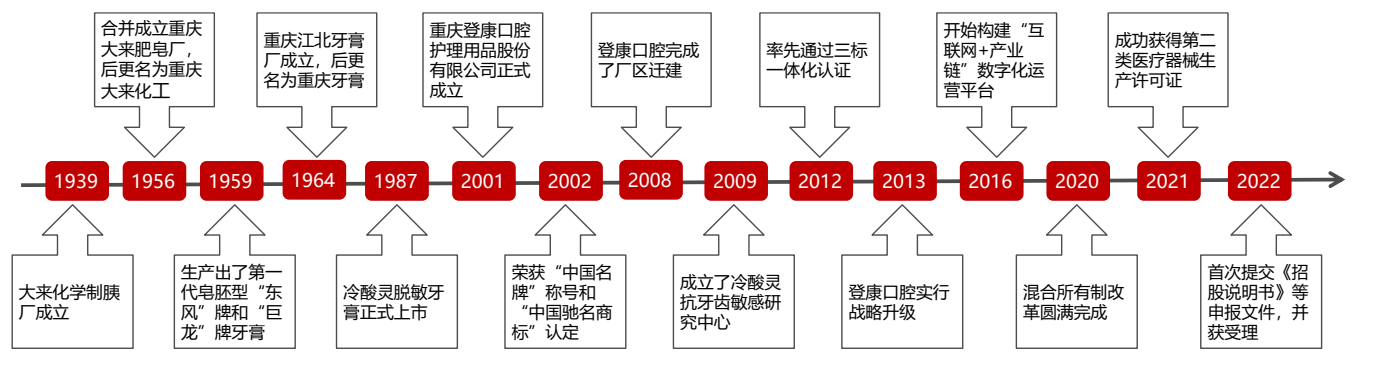 合并成立重庆
大来肥皂厂，
后更名为重庆
大来化工
重庆江北牙膏
厂成立，后更
名为重庆牙膏
重庆登康口腔
护理用品股份
有限公司正式
成立
登康口腔完成
了厂区迁建
率先通过三标
一体化认证
开始构建“互
联网+产业
链”数字化运
营平台
成功获得第二
类医疗器械生
产许可证
1939
1956
1959
1964
1987
2001
2002
2008
2009
2012
2013
2016
2020
2021
2022
大来化学制胰
厂成立
生产出了第一
代皂胚型“东
风”牌和“巨
龙”牌牙膏
冷酸灵脱敏牙
膏正式上市
荣获“中国名
牌”称号和
“中国驰名商
标”认定
成立了冷酸灵
抗牙齿敏感研
究中心
登康口腔实行
战略升级
混合所有制改
革圆满完成
首次提交《招
股说明书》等
申报文件，并
获受理